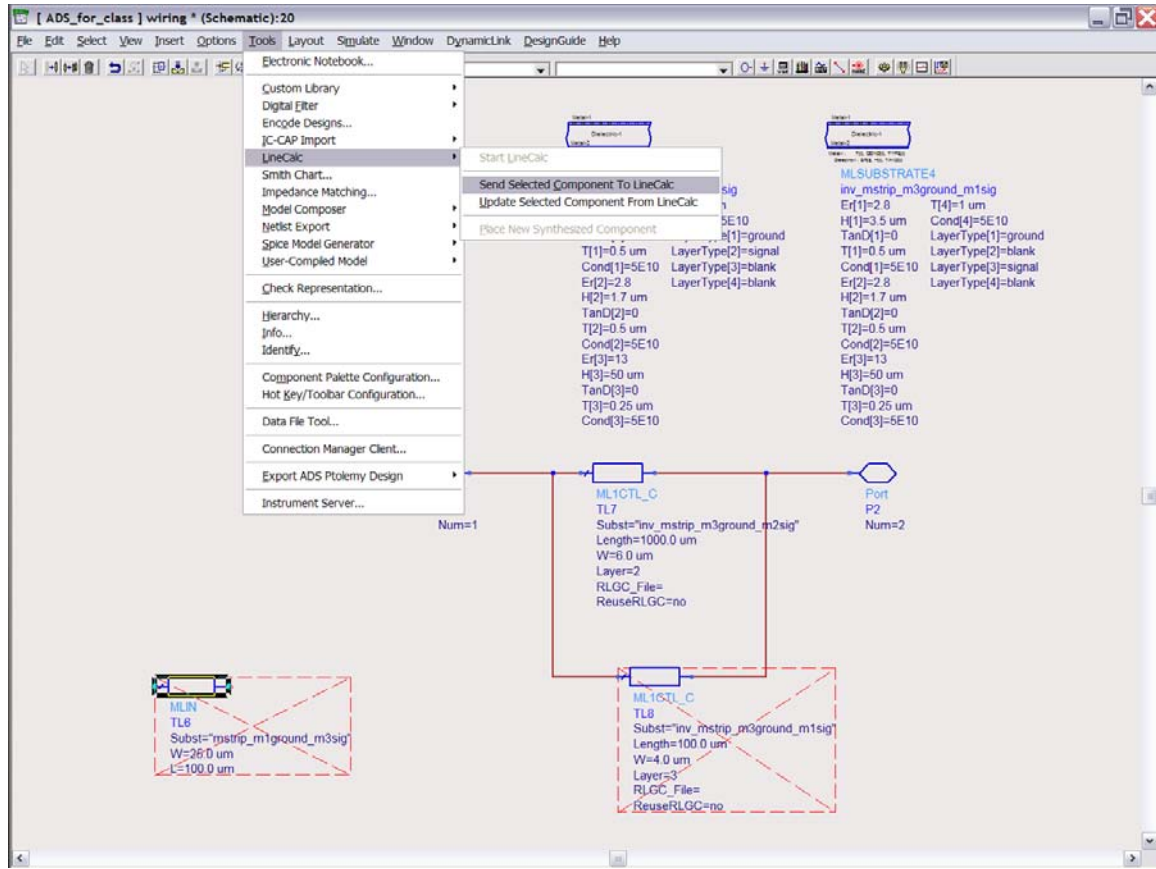 [ ADS_for_class ] wiring * (Schematic):20
File Edit Select View Insert Options Tools Layout Simulate Window DynamicLink DesignGuide Help
Electronic Notebook...
Custom Library
Digital Filter
Encode Designs...
IC-CAP Import
LineCalc
Smith Chart...
Impedance Matching...
Model Composer
Netlist Export
Spice Model Generator
User-Compiled Model
Check Representation...
Hierarchy...
Info...
Identify...
Component Palette Configuration...
Hot Key/Toolbar Configuration...
Data File Tool...
Connection Manager Client...
Export ADS Ptolemy Design
Instrument Server...
Start LineCalc
Send Selected Component To LineCalc
Update Selected Component From LineCalc
Place New Synthesized Component
sig
5E10
e[1]=ground
T[1]=0.5 um LayerType[2]=signal
Cond[1]=5E10 LayerType[3]=blank
Er[2]=2.8 LayerType[4]=blank
H[2]=1.7 um
TanD[2]=0
T[2]=0.5 um
Cond[2]=5E10
Er[3]=13
H[3]=50 um
TanD[3]=0
T[3]=0.25 um
Cond[3]=5E10
MLSUBSTRATE4
inv_mstrip_m3ground_m1sig
Er[1]=2.8 T[4]=1 um
H[1]=3.5 um Cond[4]=5E10
TanD[1]=0 LayerType[1]=ground
T[1]=0.5 um LayerType[2]=blank
Cond[1]=5E10 LayerType[3]=signal
Er[2]=2.8 LayerType[4]=blank
H[2]=1.7 um
TanD[2]=0
T[2]=0.5 um
Cond[2]=5E10
Er[3]=13
H[3]=50 um
TanD[3]=0
T[3]=0.25 um
Cond[3]=5E10
Num=1
ML1CTL_C
TL7
Subst="inv_mstrip_m3ground_m2sig"
Length=1000.0 um
W=6.0 um
Layer=2
RLGC_File=
ReuseRLGC=no
Port
P2
Num=2
MLIN
TL6
Subst="mstrip_m1ground_m3sig"
W=26.0 um
L=100.0 um
ML1CTL_C
TL8
Subst="inv_mstrip_m3ground_m1sig"
Length=100.0 um
W=4.0 um
Layer=3
RLGC_File=
ReuseRLGC=no